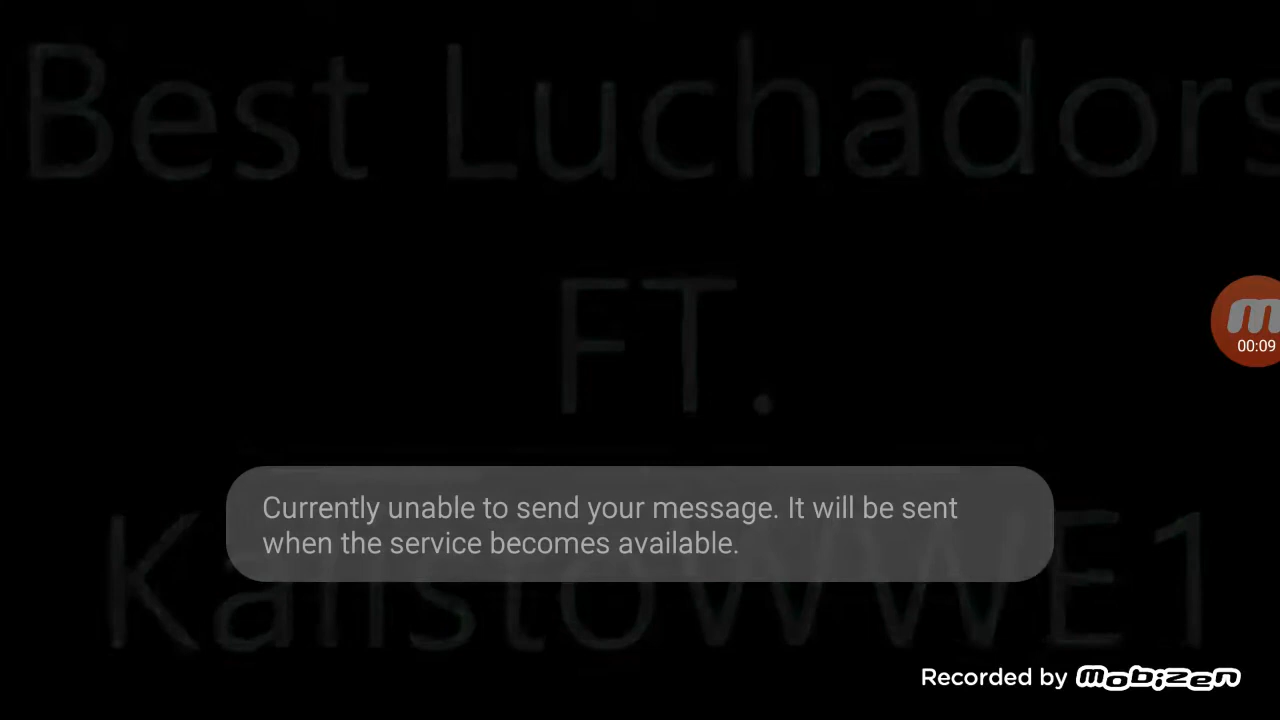 Best Luchadors
FT.
Currently unable to send your message. It will be sent
when the service becomes available.
KalistoWWE1
m
00:09
Recorded by mobizen